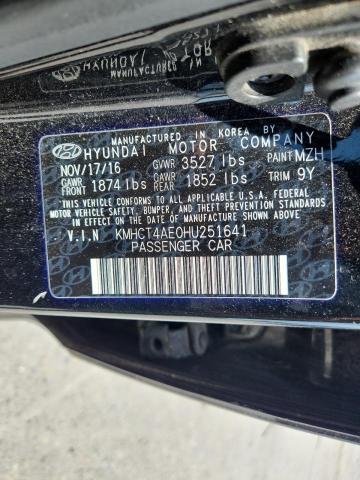 MANUFACTURED IN KOREA BY
HYUNDAI MOTOR COMPANY
NOV/17/16 GVWR 3527 lbs PAINT MZH
GAWR FRONT 1874 lbs GAWR REAR 1852 lbs TRIM 9Y
THIS VEHICLE CONFORMS TO ALL APPLICABLE U.S.A FEDERAL
MOTOR VEHICLE SAFETY, BUMPER, AND THEFT PREVENTION
STANDARDS IN EFFECT ON THE DATE OF MANUFACTURE SHOWN ABOVE.
V.I.N KMHCT4AE0HU251641
PASSENGER CAR